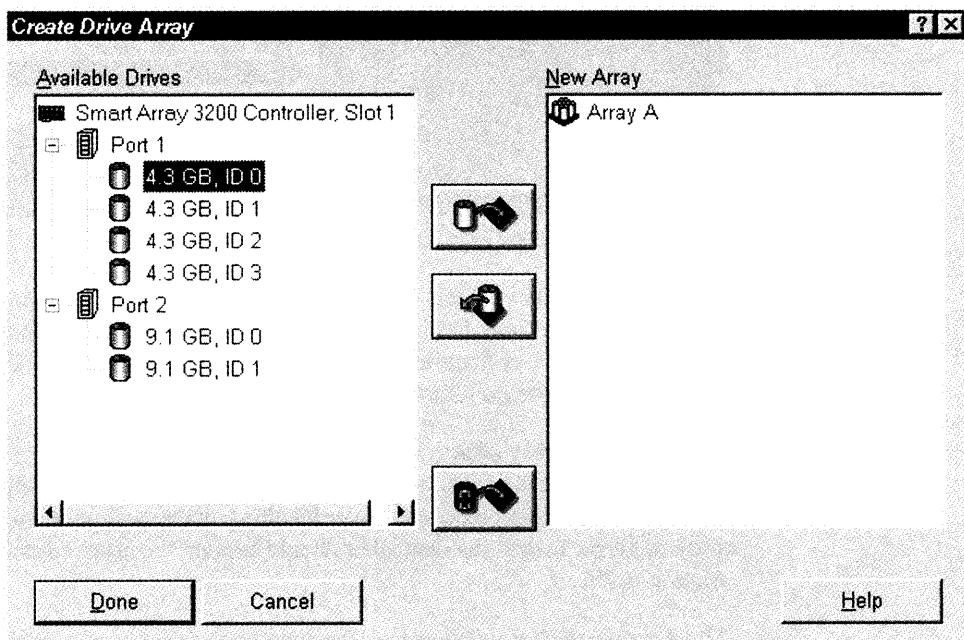 Create Drive Array
Available Drives
Smart Array 3200 Controller, Slot 1
Port 1
4.3 GB, ID 0
4.3 GB, ID 1
4.3 GB, ID 2
4.3 GB, ID 3
Port 2
9.1 GB, ID 0
9.1 GB, ID 1
New Array
Array A
Done
Cancel
Help